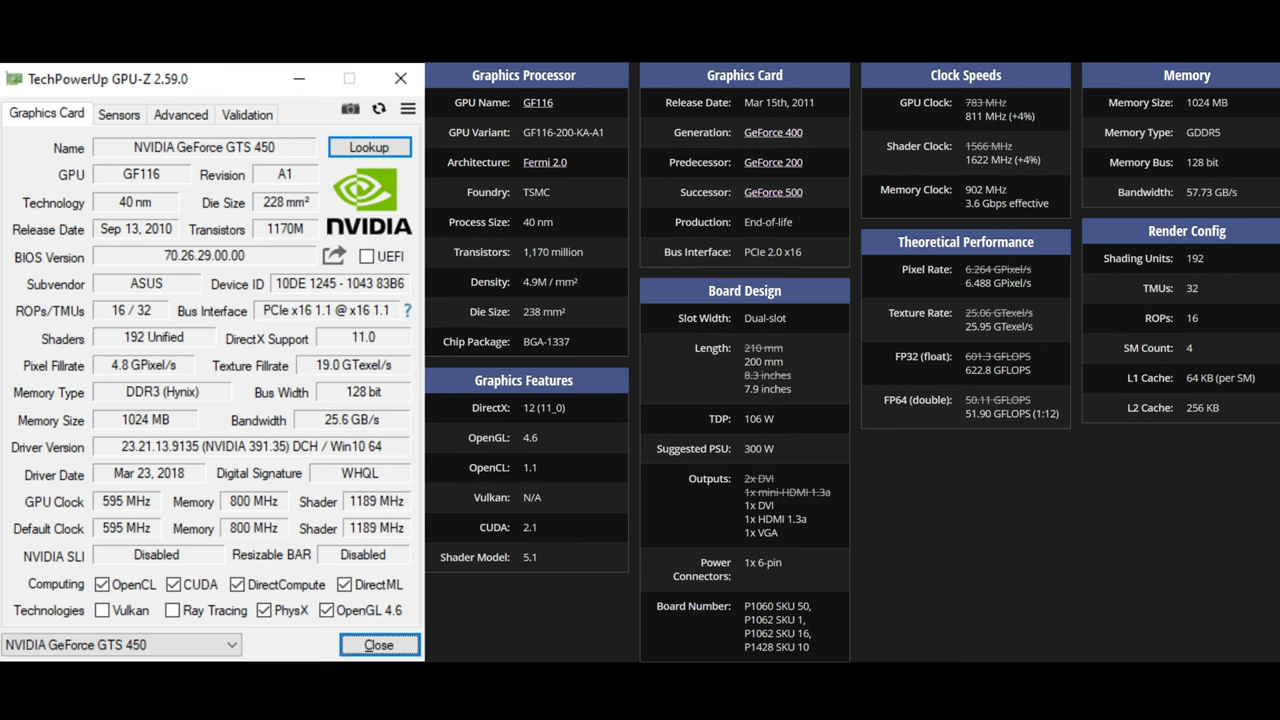 TechPowerUp GPU-Z 2.59.0
Graphics Card Sensors Advanced Validation
Name NVIDIA GeForce GTS 450 Lookup
GPU GF116 Revision A1
Technology 40 nm Die Size 228 mm²
NVIDIA
Release Date Sep 13, 2010 Transistors 1170M
BIOS Version 70.26.29.00.00 UEFI
Subvendor ASUS Device ID 10DE 1245 - 1043 83B6
ROPs/TMUs 16 / 32 Bus Interface PCIe x16 1.1 @ x16 1.1 ?
Shaders 192 Unified DirectX Support 11.0
Pixel Fillrate 4.8 GPixel/s Texture Fillrate 19.0 GTexel/s
Memory Type DDR3 (Hynix) Bus Width 128 bit
Memory Size 1024 MB Bandwidth 25.6 GB/s
Driver Version 23.21.13.9135 (NVIDIA 391.35) DCH / Win10 64
Driver Date Mar 23, 2018 Digital Signature WHQL
GPU Clock 595 MHz Memory 800 MHz Shader 1189 MHz
Default Clock 595 MHz Memory 800 MHz Shader 1189 MHz
NVIDIA SLI Disabled Resizable BAR Disabled
Computing OpenCL CUDA DirectCompute DirectML
Technologies Vulkan Ray Tracing PhysX OpenGL 4.6
NVIDIA GeForce GTS 450 Close
Graphics Processor
GPU Name: GF116
GPU Variant: GF116-200-KA-A1
Architecture: Fermi 2.0
Foundry: TSMC
Process Size: 40 nm
Transistors: 1,170 million
Density: 4.9M / mm²
Die Size: 238 mm²
Chip Package: BGA-1337
Graphics Features
DirectX: 12 (11_0)
OpenGL: 4.6
OpenCL: 1.1
Vulkan: N/A
CUDA: 2.1
Shader Model: 5.1
Graphics Card
Release Date: Mar 15th, 2011
Generation: GeForce 400
Predecessor: GeForce 200
Successor: GeForce 500
Production: End-of-life
Bus Interface: PCIe 2.0 x16
Board Design
Slot Width: Dual-slot
Length: 210 mm
200 mm
8.3 inches
7.9 inches
TDP: 106 W
Suggested PSU: 300 W
Outputs: 2x DVI
1x mini-HDMI 1.3a
1x DVI
1x HDMI 1.3a
1x VGA
Power Connectors: 1x 6-pin
Board Number: P1060 SKU 50,
P1062 SKU 1,
P1062 SKU 16,
P1428 SKU 10
Clock Speeds
GPU Clock: 783 MHz
811 MHz (+4%)
Shader Clock: 1566 MHz
1622 MHz (+4%)
Memory Clock: 902 MHz
3.6 Gbps effective
Theoretical Performance
Pixel Rate: 6.264 GPixel/s
6.488 GPixel/s
Texture Rate: 25.06 GTexel/s
25.95 GTexel/s
FP32 (float): 601.3 GFLOPS
622.8 GFLOPS
FP64 (double): 50.11 GFLOPS
51.90 GFLOPS (1:12)
Memory
Memory Size: 1024 MB
Memory Type: GDDR5
Memory Bus: 128 bit
Bandwidth: 57.73 GB/s
Render Config
Shading Units: 192
TMUs: 32
ROPs: 16
SM Count: 4
L1 Cache: 64 KB (per SM)
L2 Cache: 256 KB